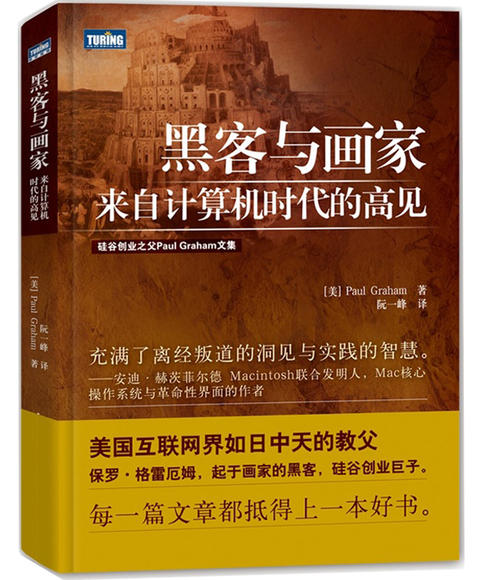 TURING
图灵教育
黑客与画家
来自计算机时代的高见
硅谷创业之父Paul Graham文集
[美] Paul Graham 著
阮一峰 译
充满了离经叛道的洞见与实践的智慧。
——安迪·赫茨菲尔德 Macintosh联合发明人，Mac核心
操作系统与革命性界面的作者
美国互联网界如日中天的教父
保罗·格雷厄姆，起于画家的黑客，硅谷创业巨子。
每一篇文章都抵得上一本好书。
黑客与画家
来自计算机
时代的高见
[美] Paul Graham 著
阮一峰 译